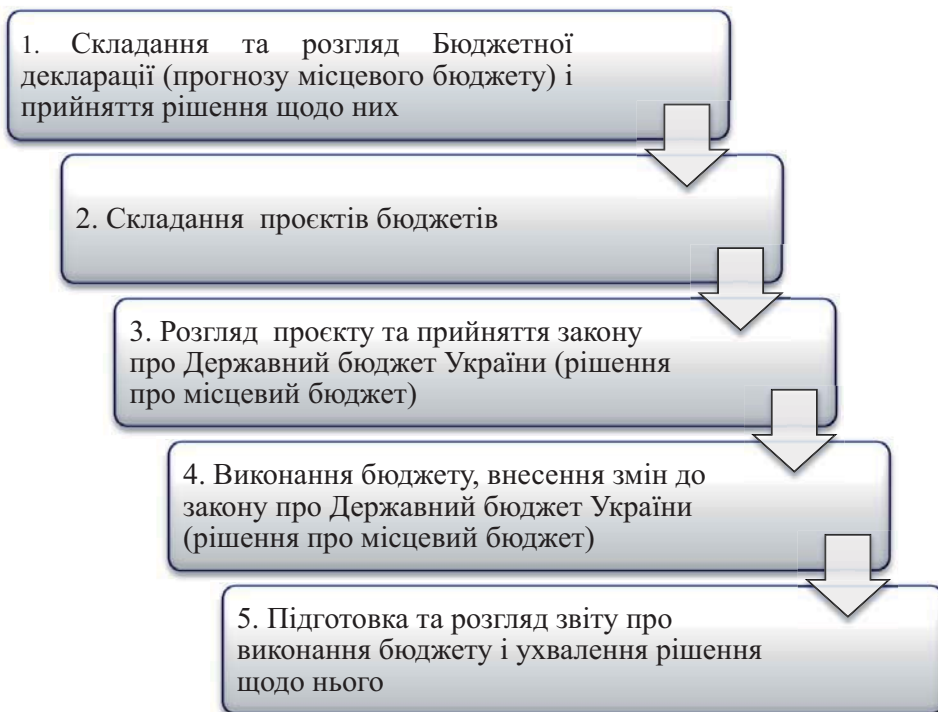 1. Складання та розгляд Бюджетної
декларації (прогнозу місцевого бюджету) і
прийняття рішення щодо них
2. Складання проєктів бюджетів
3. Розгляд проєкту та прийняття закону
про Державний бюджет України (рішення
про місцевий бюджет)
4. Виконання бюджету, внесення змін до
закону про Державний бюджет України
(рішення про місцевий бюджет)
5. Підготовка та розгляд звіту про
виконання бюджету і ухвалення рішення
щодо нього